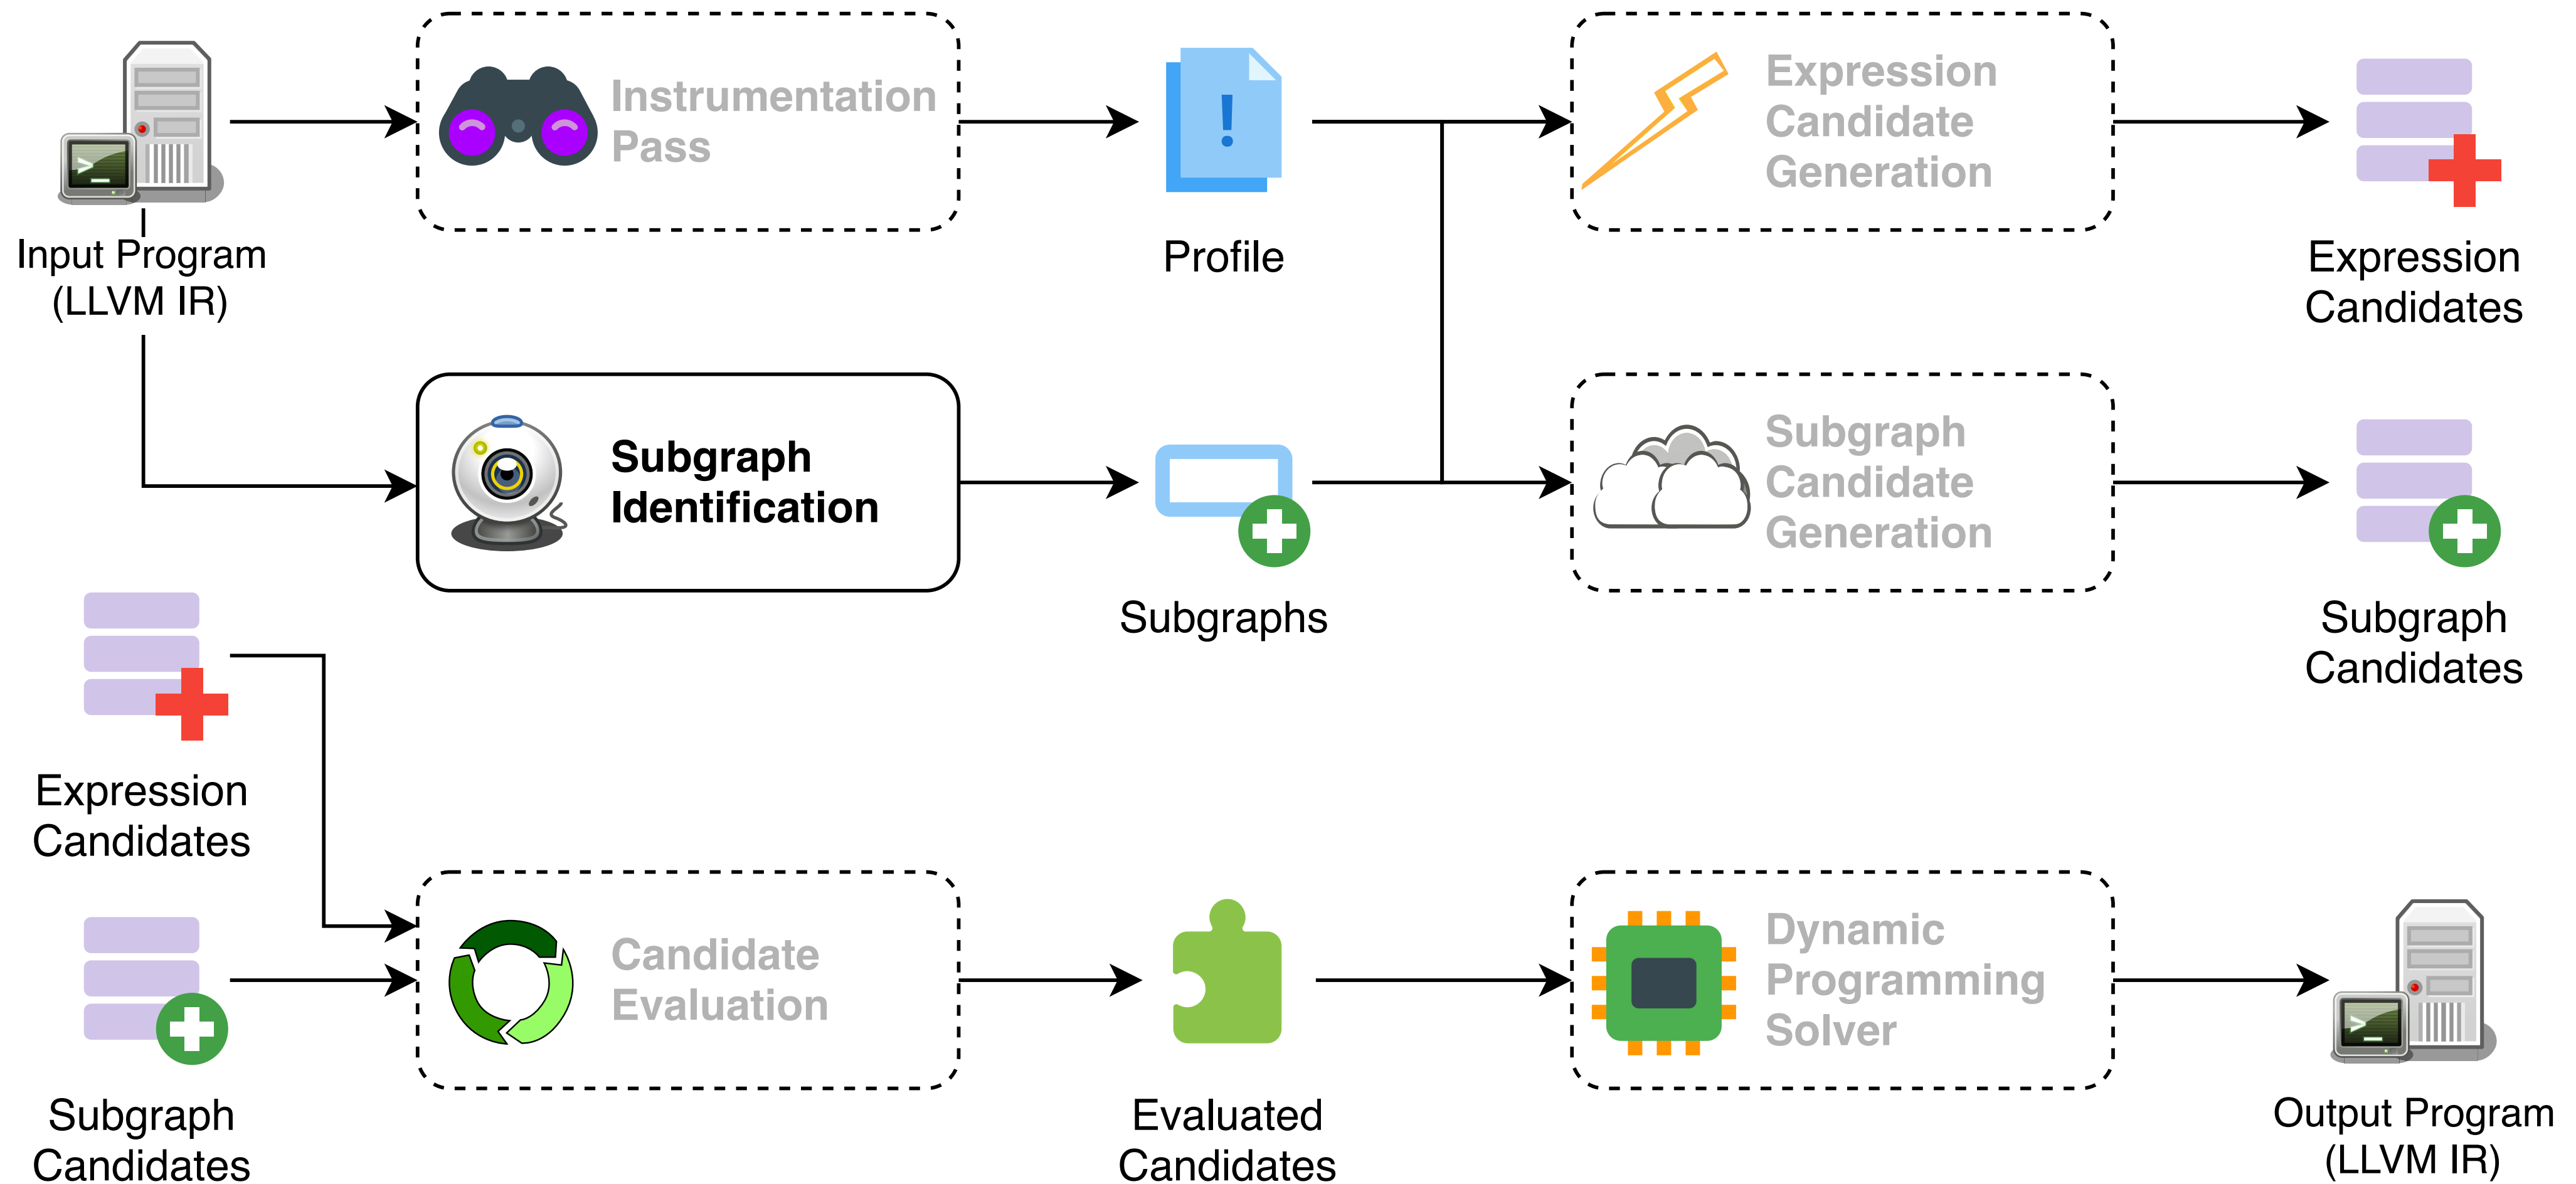 Instrumentation
Pass
Expression
Candidate
Generation
Input Program
(LLVM IR)
Profile
!
Expression
Candidates
>_
Subgraph
Identification
Subgraph
Candidate
Generation
Subgraphs
Subgraph
Candidates
Expression
Candidates
Candidate
Evaluation
Dynamic
Programming
Solver
>_
Subgraph
Candidates
Evaluated
Candidates
Output Program
(LLVM IR)